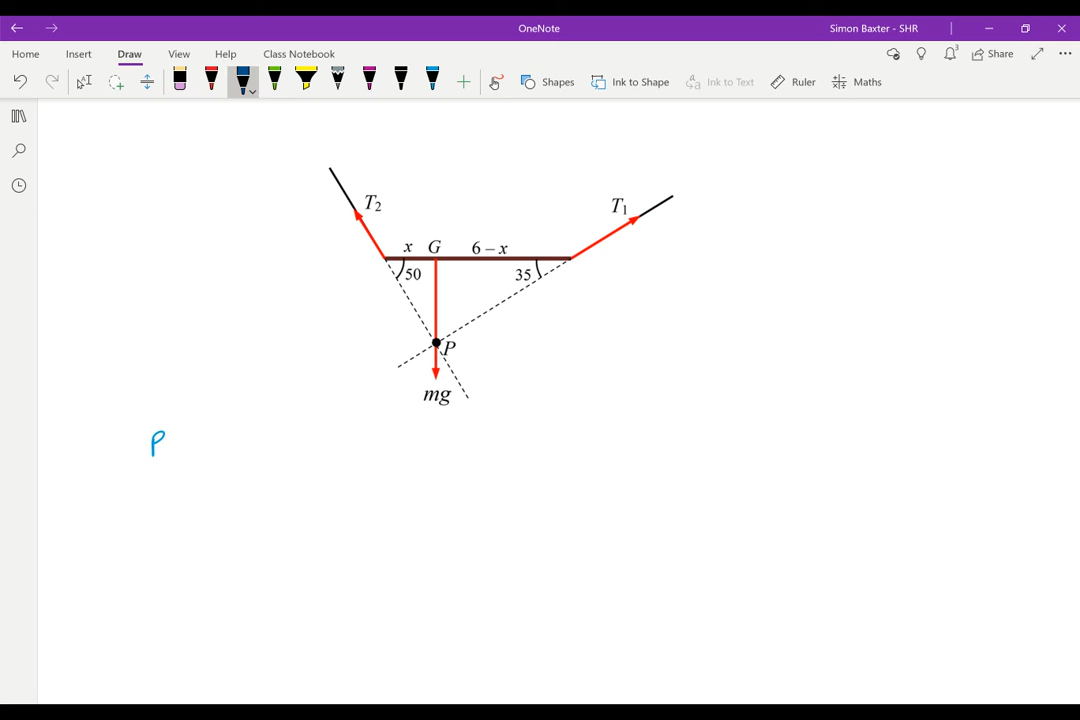 OneNote
Simon Baxter - SHR
Home Insert Draw View Help Class Notebook
3
Share
A
Shapes
Ink to Shape
a A Ink to Text
Ruler
Maths
T2
T1
x G 6 – x
50
35
P
mg
P